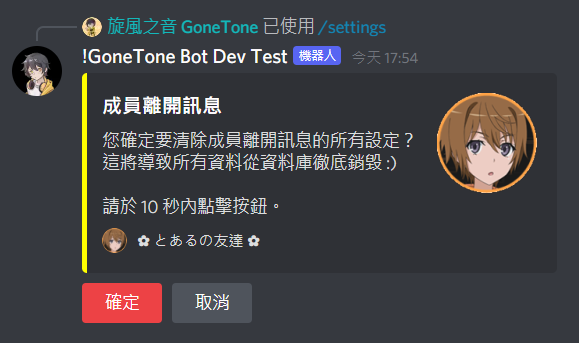 旋風之音 GoneTone 已使用 /settings
!GoneTone Bot Dev Test 機器人 今天 17:54
成員離開訊息
您確定要清除成員離開訊息的所有設定？
這將導致所有資料從資料庫徹底銷毀 :)
請於 10 秒內點擊按鈕。
✿ とあるの友達 ✿
確定 取消